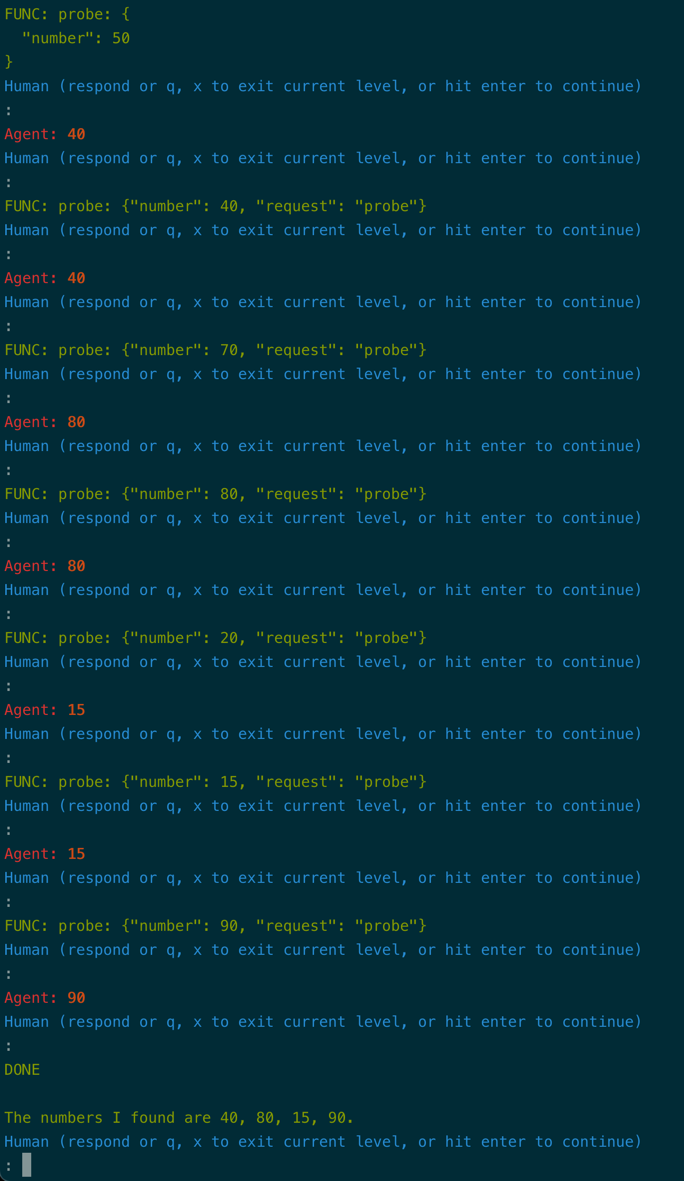 FUNC: probe: {
  "number": 50
}
Human (respond or q, x to exit current level, or hit enter to continue)
:
Agent: 40
Human (respond or q, x to exit current level, or hit enter to continue)
:
FUNC: probe: {"number": 40, "request": "probe"}
Human (respond or q, x to exit current level, or hit enter to continue)
:
Agent: 40
Human (respond or q, x to exit current level, or hit enter to continue)
:
FUNC: probe: {"number": 70, "request": "probe"}
Human (respond or q, x to exit current level, or hit enter to continue)
:
Agent: 80
Human (respond or q, x to exit current level, or hit enter to continue)
:
FUNC: probe: {"number": 80, "request": "probe"}
Human (respond or q, x to exit current level, or hit enter to continue)
:
Agent: 80
Human (respond or q, x to exit current level, or hit enter to continue)
:
FUNC: probe: {"number": 20, "request": "probe"}
Human (respond or q, x to exit current level, or hit enter to continue)
:
Agent: 15
Human (respond or q, x to exit current level, or hit enter to continue)
:
FUNC: probe: {"number": 15, "request": "probe"}
Human (respond or q, x to exit current level, or hit enter to continue)
:
Agent: 15
Human (respond or q, x to exit current level, or hit enter to continue)
:
FUNC: probe: {"number": 90, "request": "probe"}
Human (respond or q, x to exit current level, or hit enter to continue)
:
Agent: 90
Human (respond or q, x to exit current level, or hit enter to continue)
:
DONE

The numbers I found are 40, 80, 15, 90.
Human (respond or q, x to exit current level, or hit enter to continue)
: